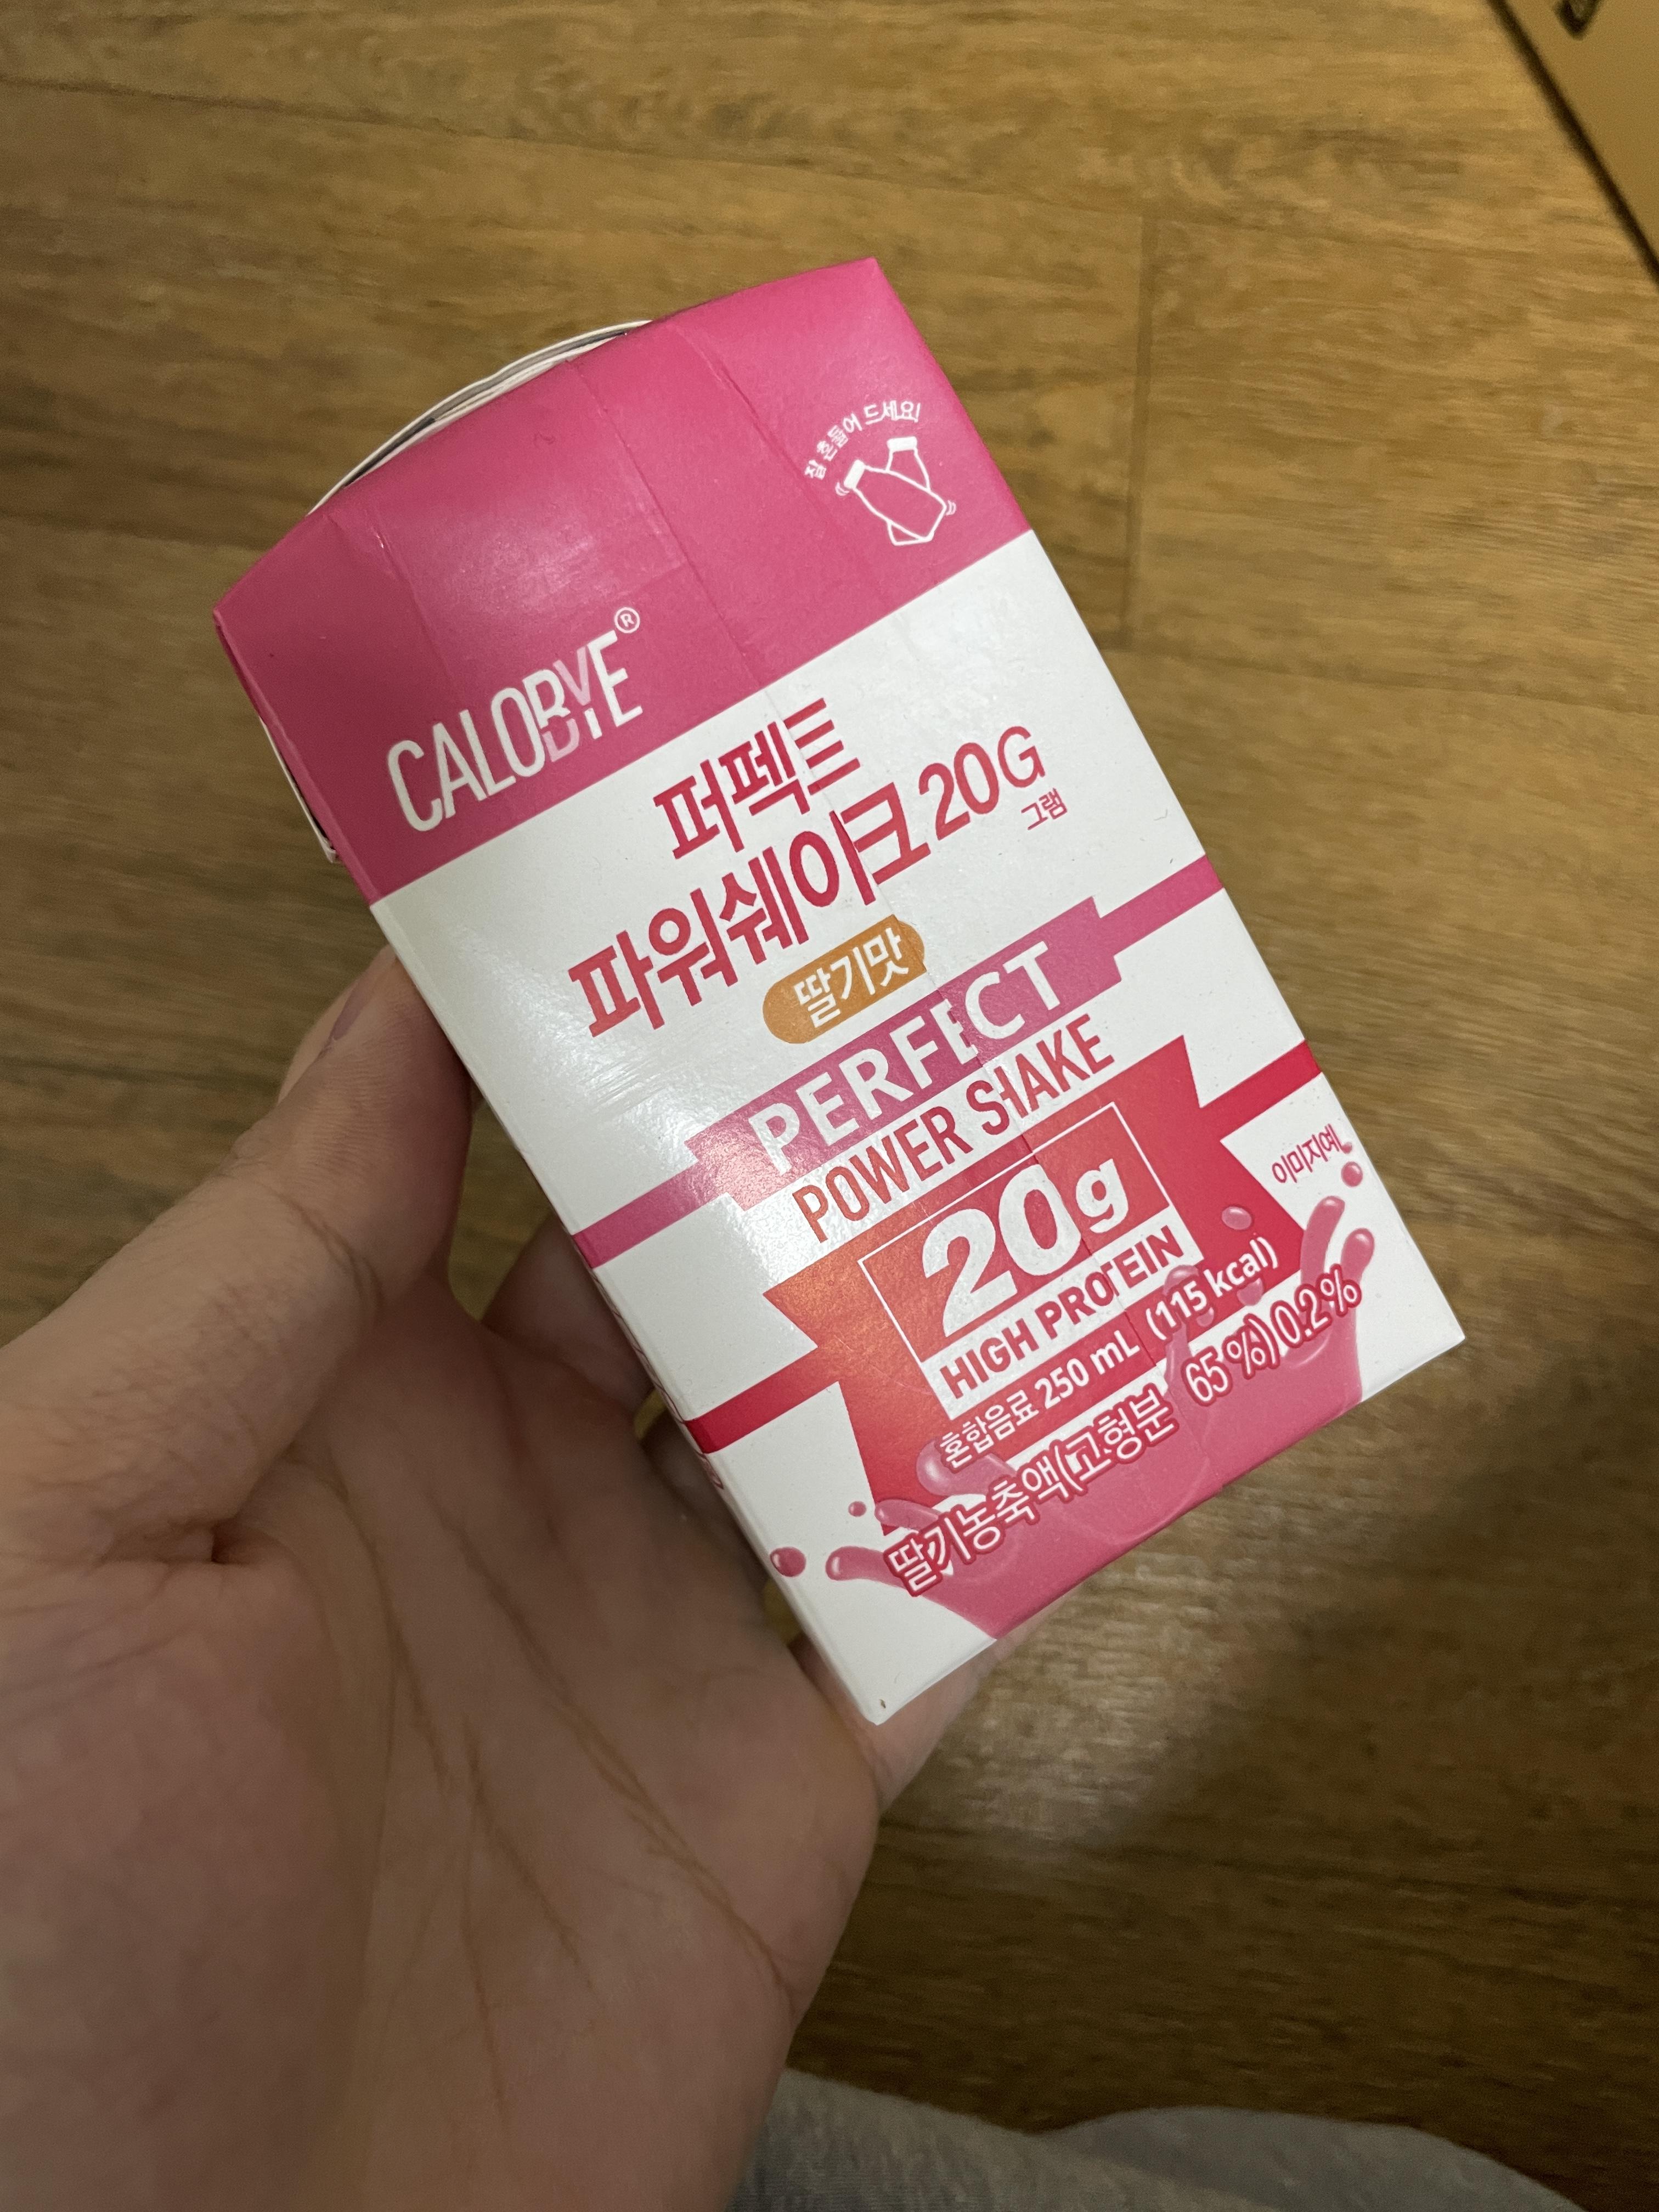 잘 흔들어 드세요!
CALOBYE®
퍼펙트
파워쉐이크 20G
그램
딸기맛
PERFECT
POWER SHAKE
20g
HIGH PROTEIN
이미지예
혼합음료 250 mL (115 kcal)
딸기농축액(고형분 65 %) 0.2%